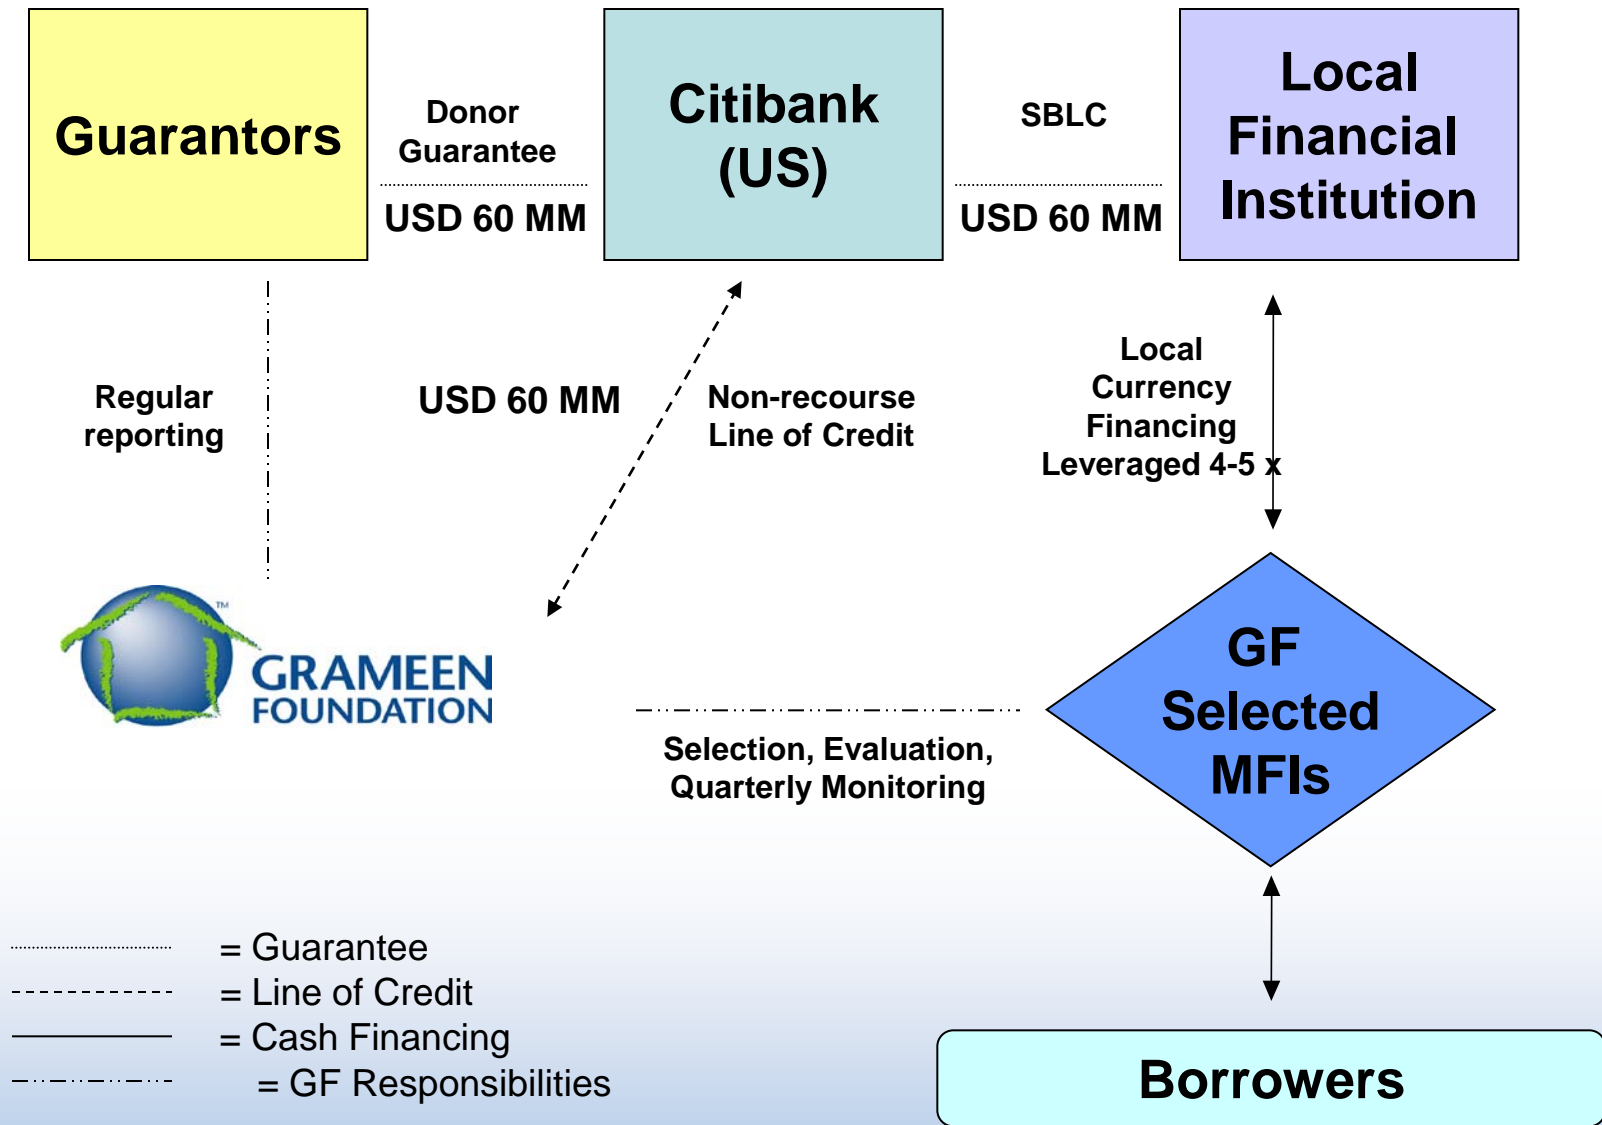 Guarantors
Donor
Guarantee
USD 60 MM
Citibank
(US)
SBLC
USD 60 MM
Local
Financial
Institution
Regular
reporting
USD 60 MM
Non-recourse
Line of Credit
Local
Currency
Financing
Leveraged 4-5 x
TM
GRAMEEN
FOUNDATION
Selection, Evaluation,
Quarterly Monitoring
GF
Selected
MFIs
= Guarantee
= Line of Credit
= Cash Financing
= GF Responsibilities
Borrowers